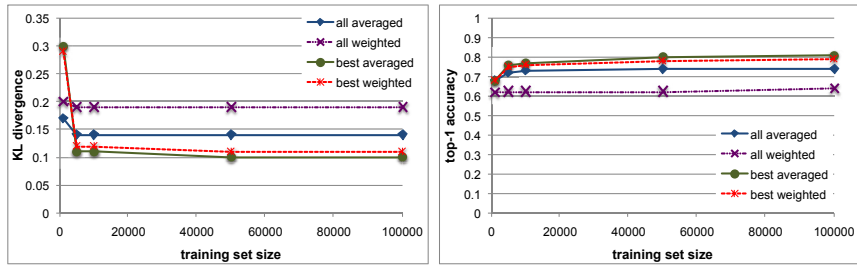 0.35
0.3
0.25
0.2
0.15
0.1
0.05
0
KL divergence
0
20000
40000
60000
80000
100000
training set size
all averaged
all weighted
best averaged
best weighted
1
0.9
0.8
0.7
0.6
0.5
0.4
0.3
0.2
0.1
0
top-1 accuracy
0
20000
40000
60000
80000
100000
training set size
all averaged
all weighted
best averaged
best weighted